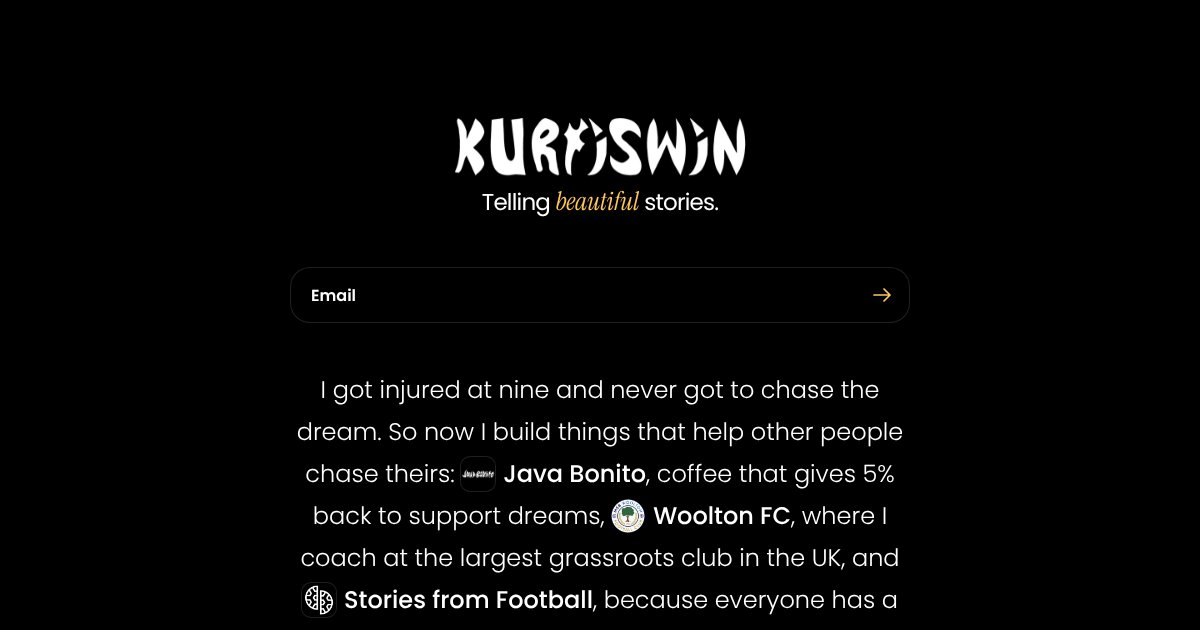 KURFiSWiN
Telling beautiful stories.
Email
I got injured at nine and never got to chase the
dream. So now I build things that help other people
chase theirs: Java Bonito Java Bonito, coffee that gives 5%
back to support dreams, Woolton FC, where I
coach at the largest grassroots club in the UK, and
Stories from Football, because everyone has a